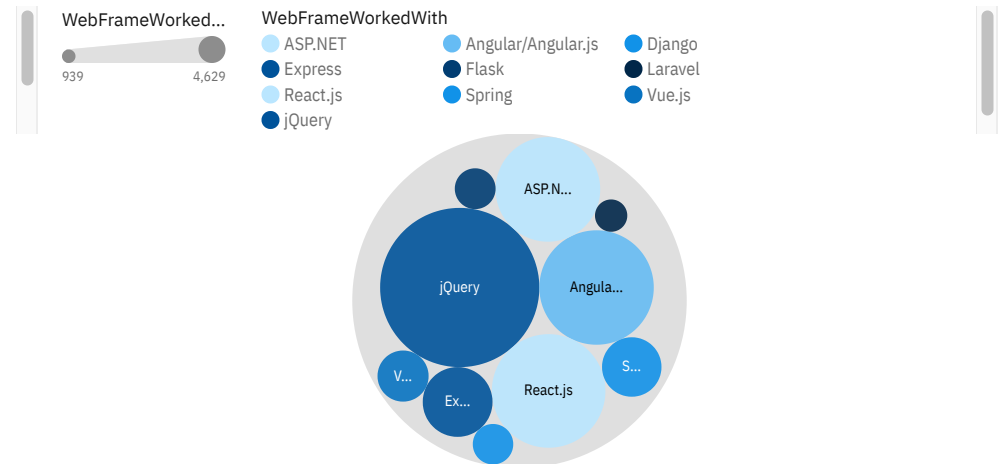 WebFrameWorked...
939
4,629
WebFrameWorkedWith
ASP.NET
Angular/Angular.js
Django
Express
Flask
Laravel
React.js
Spring
Vue.js
jQuery
ASP.N...
jQuery
Angula...
S...
V...
React.js
Ex...